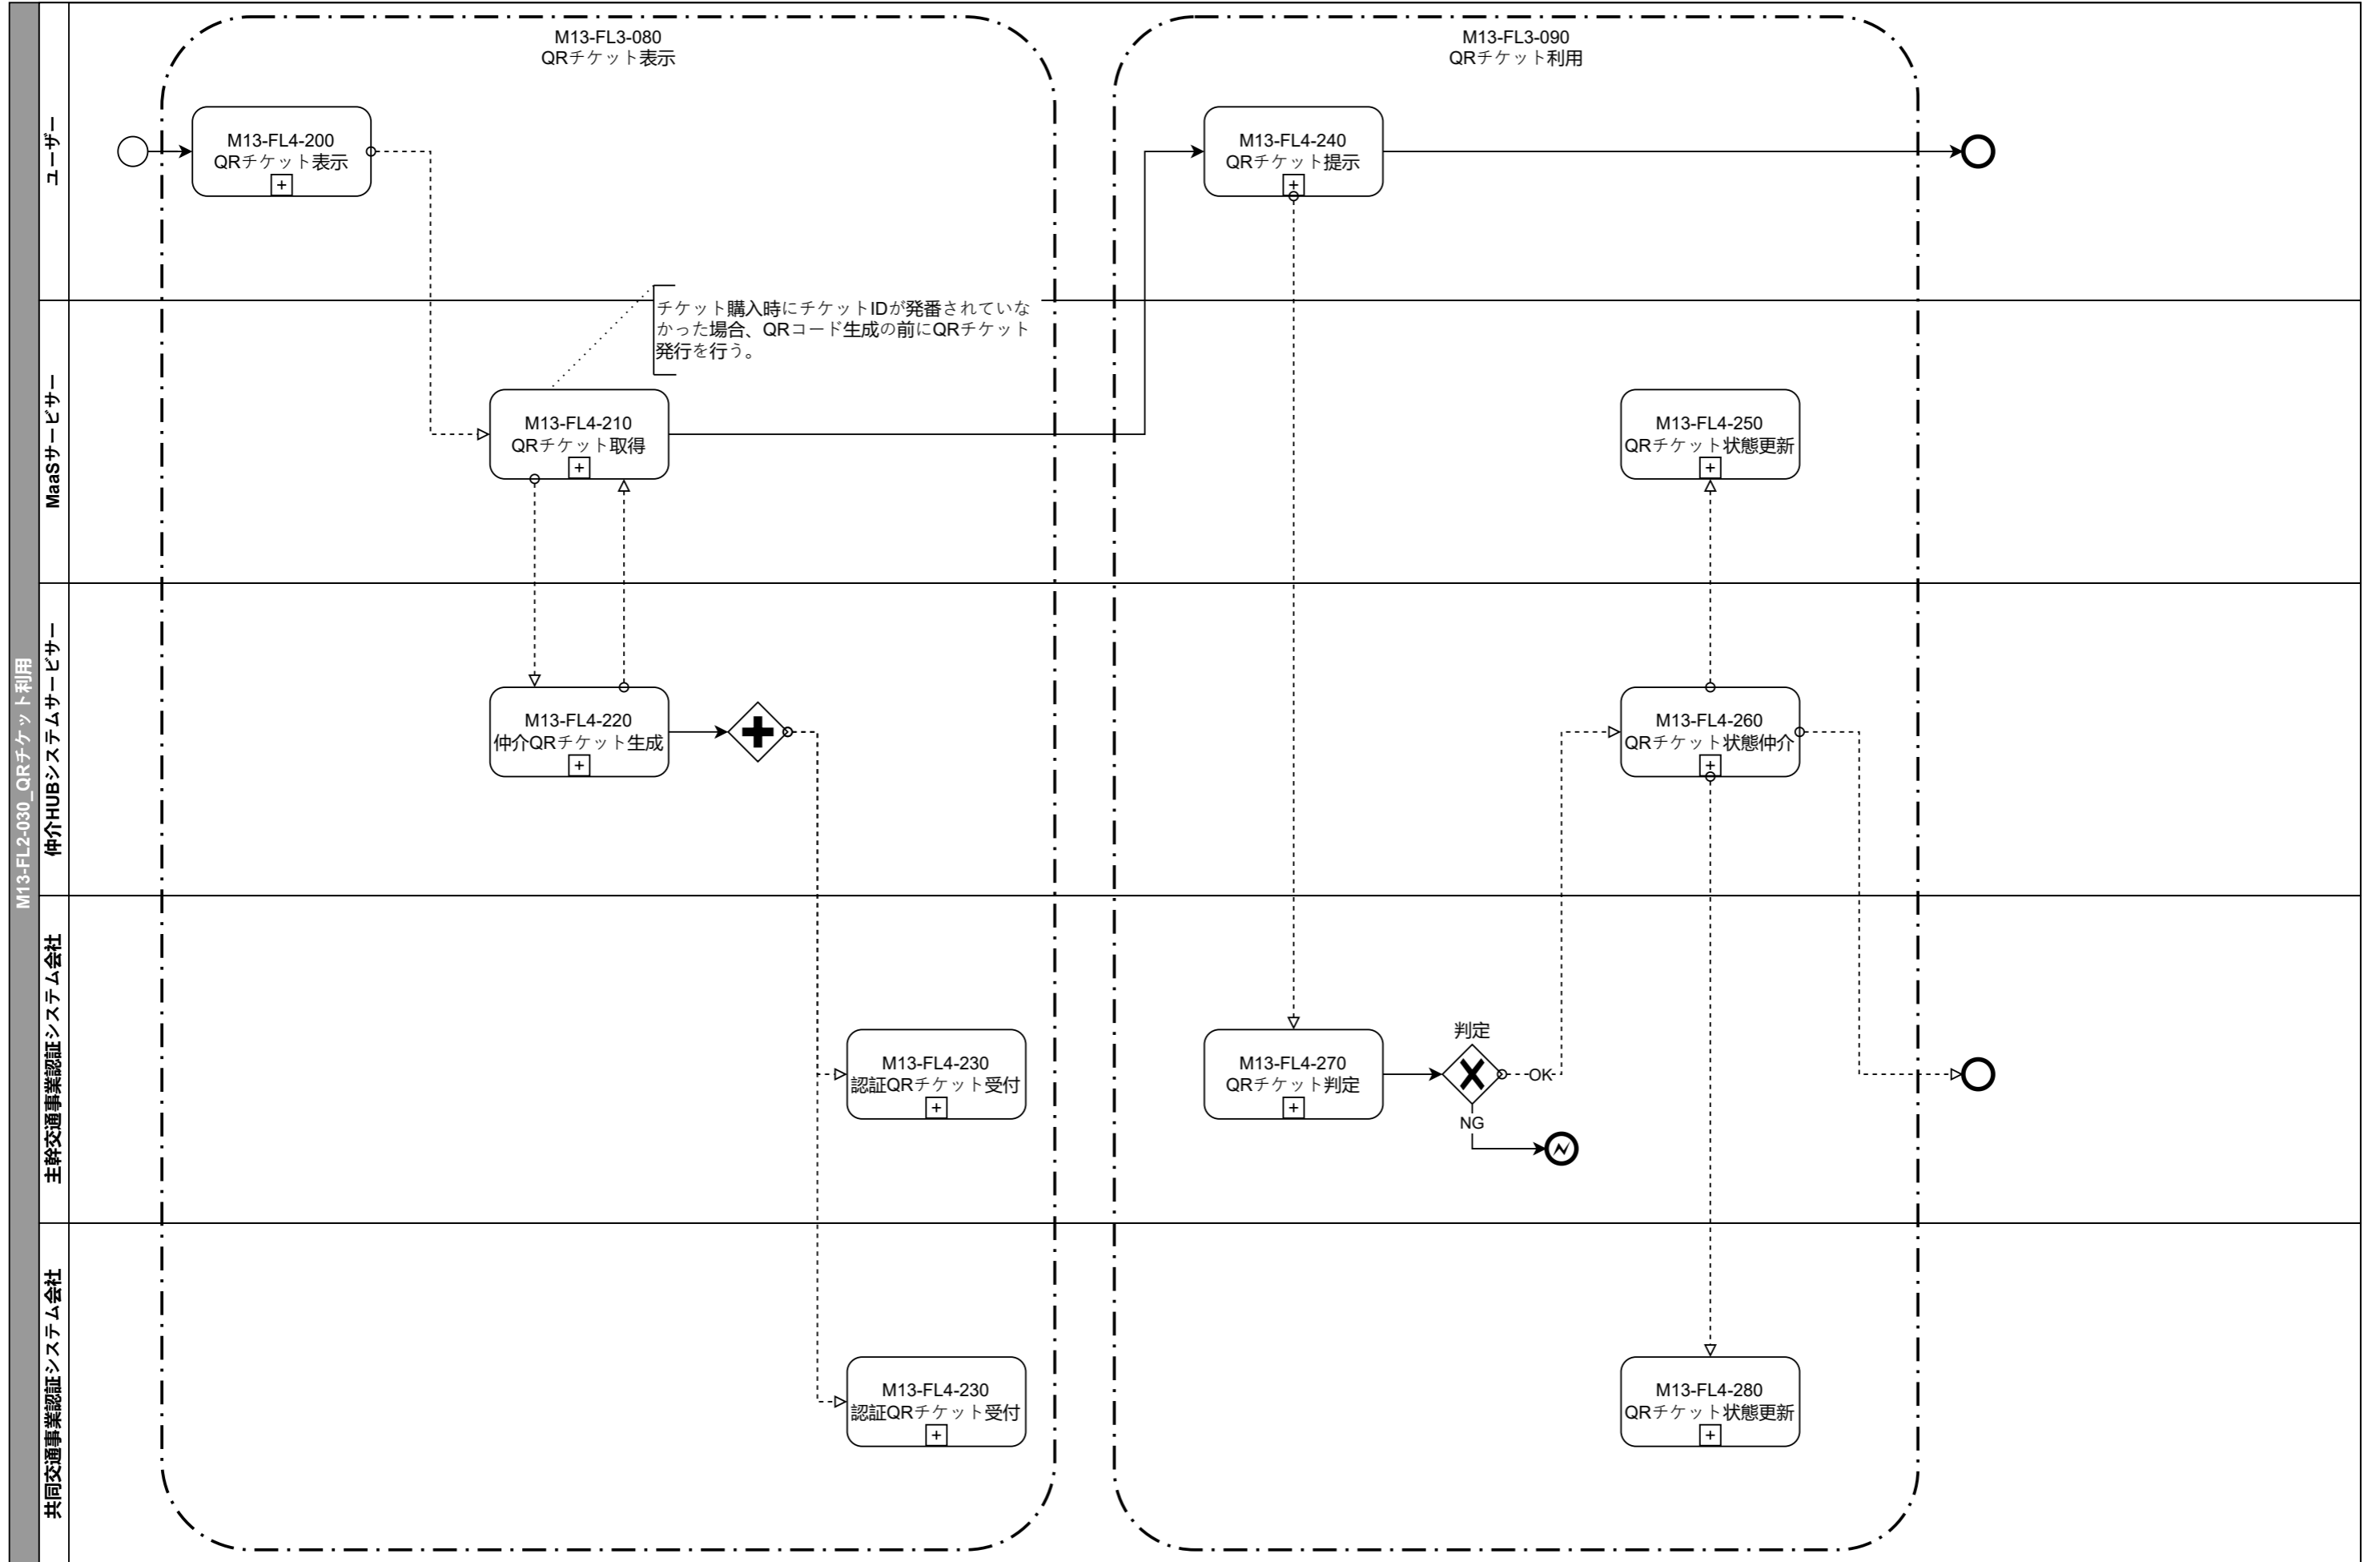 M13-FL2-030_QRチケット利用
ユーザー
MaaSサービサー
仲介HUBシステムサービサー
主幹交通事業認証システム会社
共同交通事業認証システム会社
M13-FL3-080
QRチケット表示
M13-FL3-090
QRチケット利用
M13-FL4-200
QRチケット表示
M13-FL4-240
QRチケット提示
チケット購入時にチケットIDが発番されていな
かった場合、QRコード生成の前にQRチケット
発行を行う。
M13-FL4-210
QRチケット取得
M13-FL4-250
QRチケット状態更新
M13-FL4-220
仲介QRチケット生成
M13-FL4-260
QRチケット状態仲介
M13-FL4-230
認証QRチケット受付
M13-FL4-270
QRチケット判定
判定
OK
NG
M13-FL4-230
認証QRチケット受付
M13-FL4-280
QRチケット状態更新